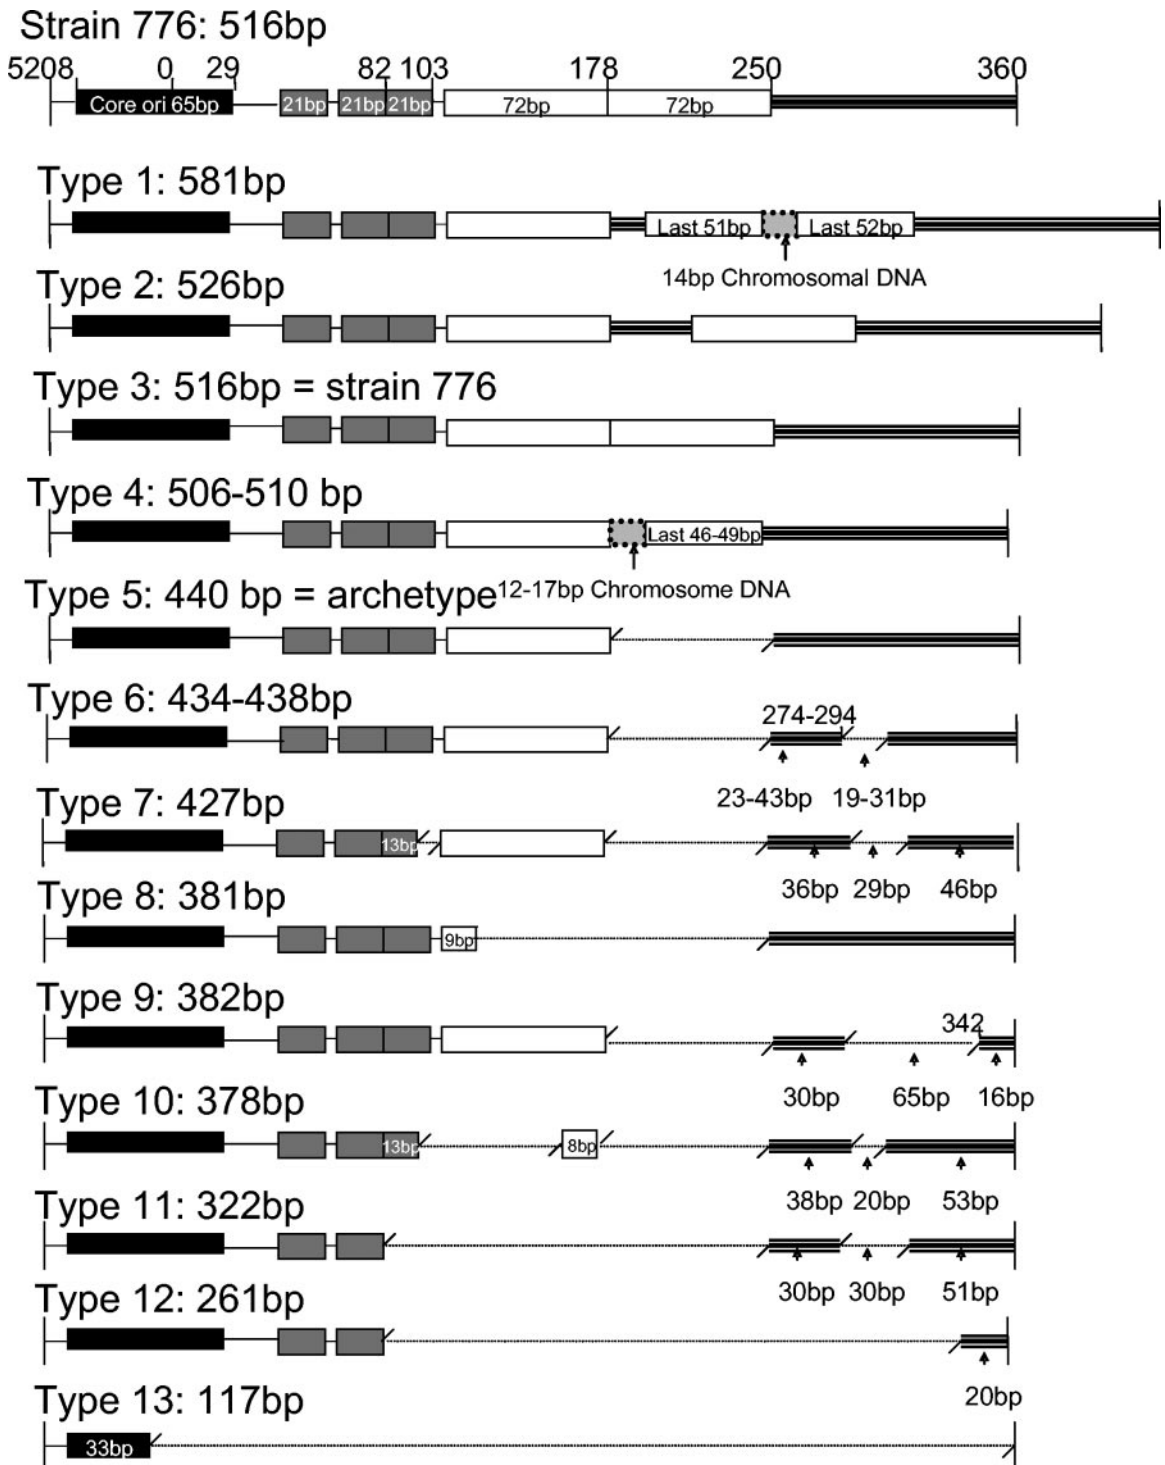 Strain 776: 516bp
5208 0 29 82 103 178 250 360
Core ori 65bp 21bp 21bp 21bp 72bp 72bp
Type 1: 581bp
Last 51bp Last 52bp
14bp Chromosomal DNA
Type 2: 526bp
Type 3: 516bp = strain 776
Type 4: 506-510 bp
Last 46-49bp
12-17bp Chromosome DNA
Type 5: 440 bp = archetype
Type 6: 434-438bp
274-294
23-43bp 19-31bp
Type 7: 427bp
13bp
36bp 29bp 46bp
Type 8: 381bp
9bp
Type 9: 382bp
342
30bp 65bp 16bp
Type 10: 378bp
13bp 8bp
38bp 20bp 53bp
Type 11: 322bp
30bp 30bp 51bp
Type 12: 261bp
20bp
Type 13: 117bp
33bp